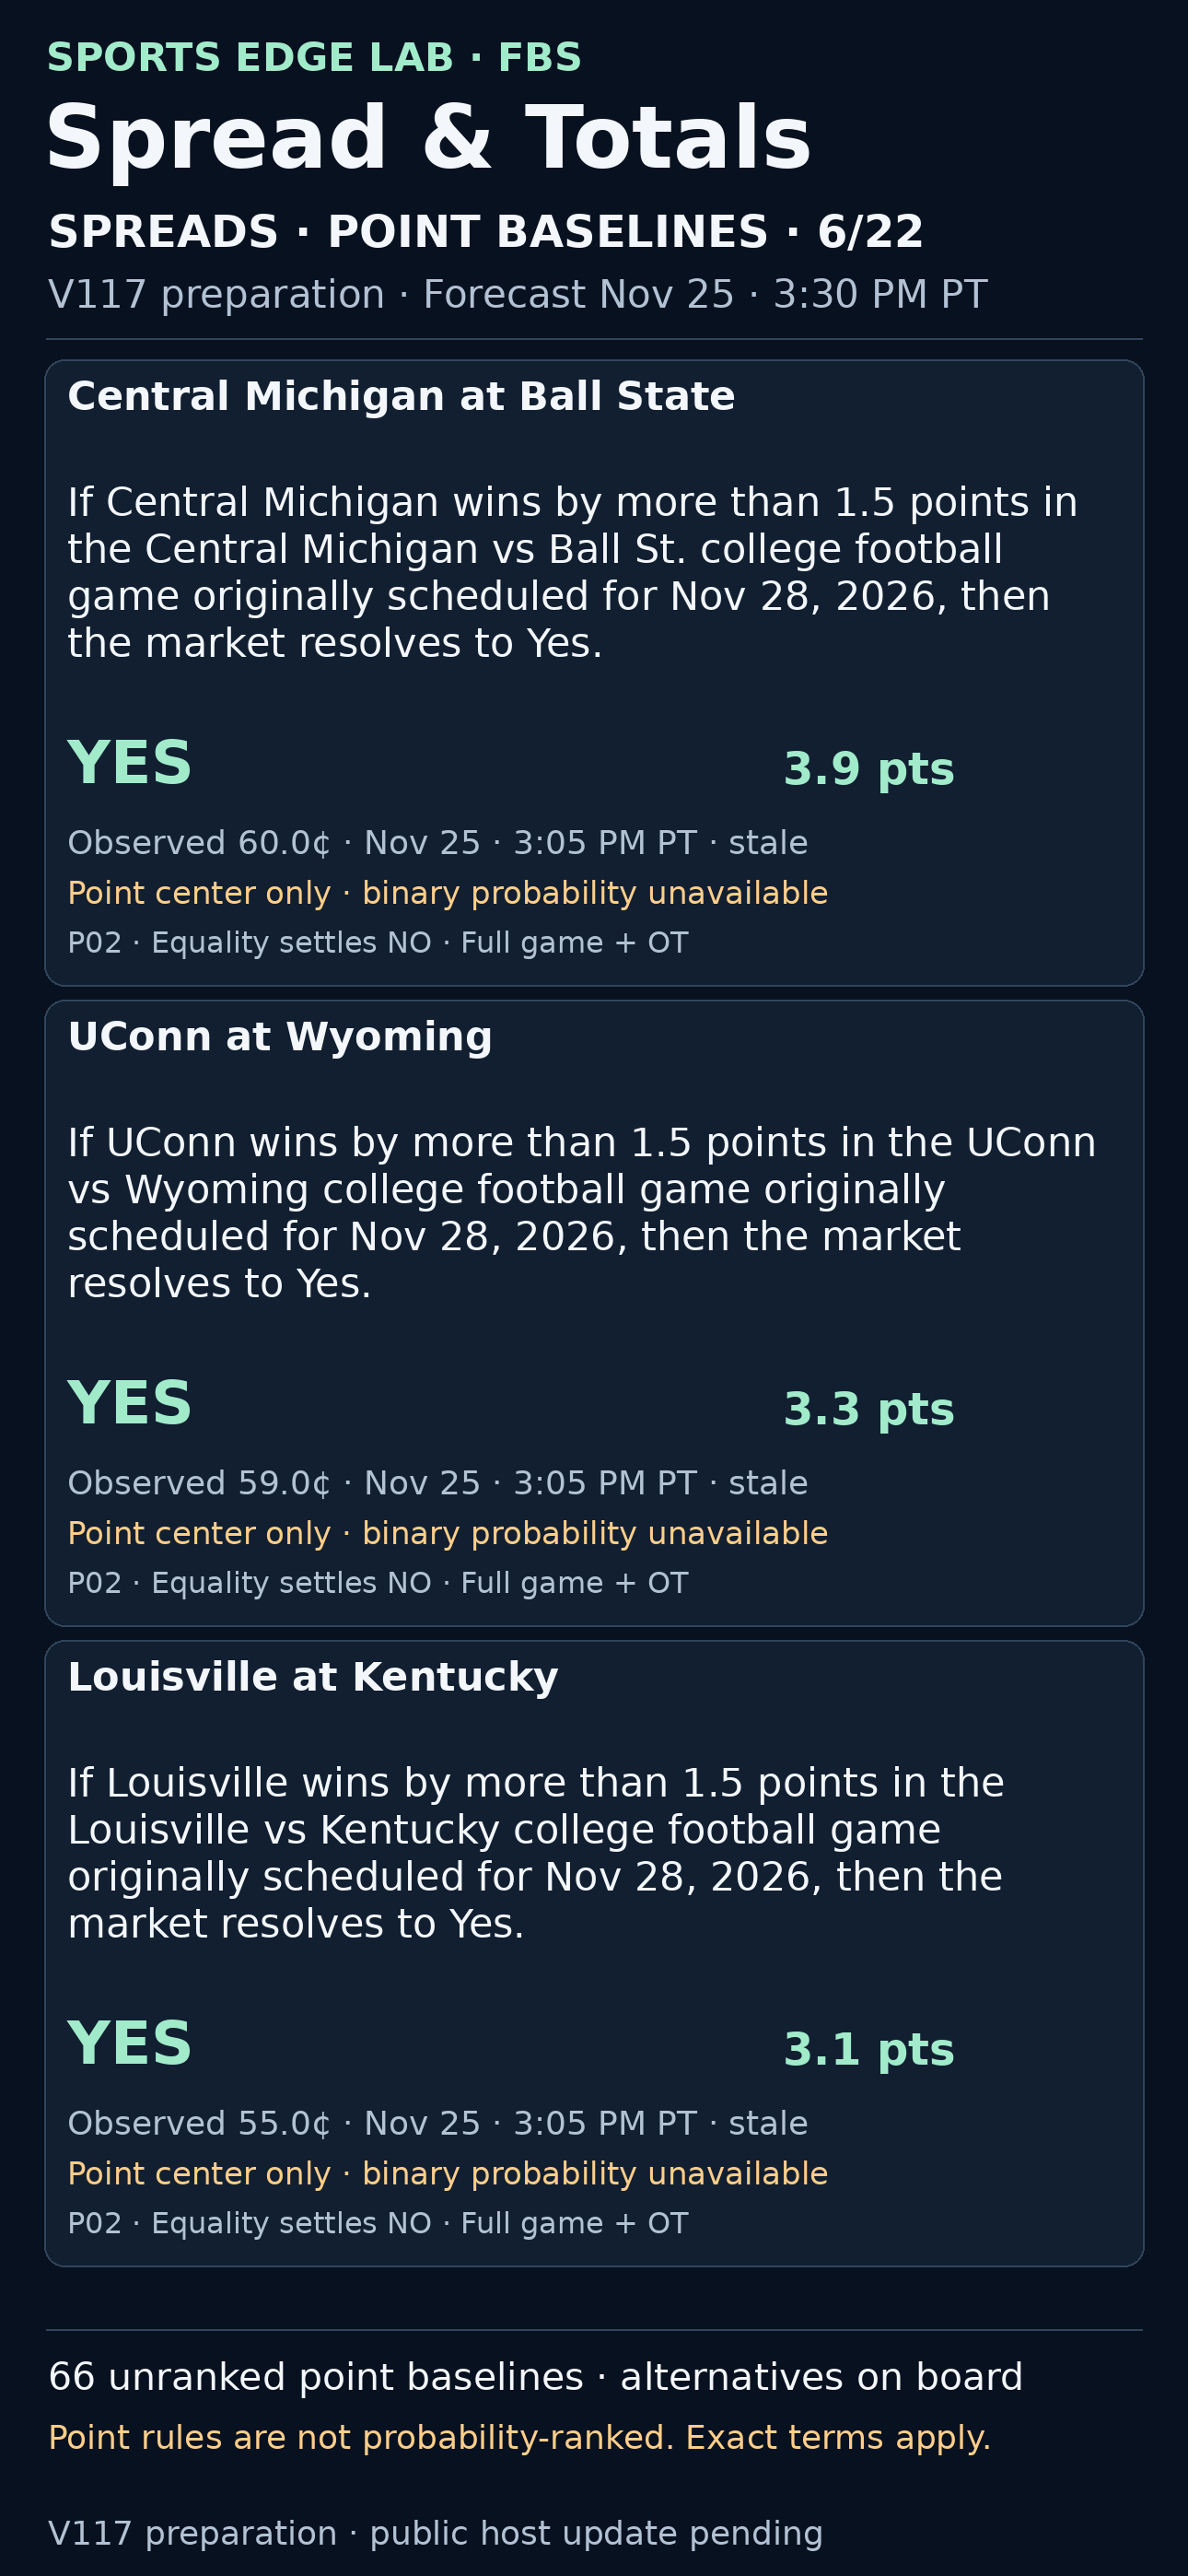 SPORTS EDGE LAB · FBS
Spread & Totals
SPREADS · POINT BASELINES · 6/22
V117 preparation · Forecast Nov 25 · 3:30 PM PT
Central Michigan at Ball State
If Central Michigan wins by more than 1.5 points in
the Central Michigan vs Ball St. college football
game originally scheduled for Nov 28, 2026, then
the market resolves to Yes.
YES 3.9 pts
Observed 60.0¢ · Nov 25 · 3:05 PM PT · stale
Point center only · binary probability unavailable
P02 · Equality settles NO · Full game + OT
UConn at Wyoming
If UConn wins by more than 1.5 points in the UConn
vs Wyoming college football game originally
scheduled for Nov 28, 2026, then the market
resolves to Yes.
YES 3.3 pts
Observed 59.0¢ · Nov 25 · 3:05 PM PT · stale
Point center only · binary probability unavailable
P02 · Equality settles NO · Full game + OT
Louisville at Kentucky
If Louisville wins by more than 1.5 points in the
Louisville vs Kentucky college football game
originally scheduled for Nov 28, 2026, then the
market resolves to Yes.
YES 3.1 pts
Observed 55.0¢ · Nov 25 · 3:05 PM PT · stale
Point center only · binary probability unavailable
P02 · Equality settles NO · Full game + OT
66 unranked point baselines · alternatives on board
Point rules are not probability-ranked. Exact terms apply.
V117 preparation · public host update pending